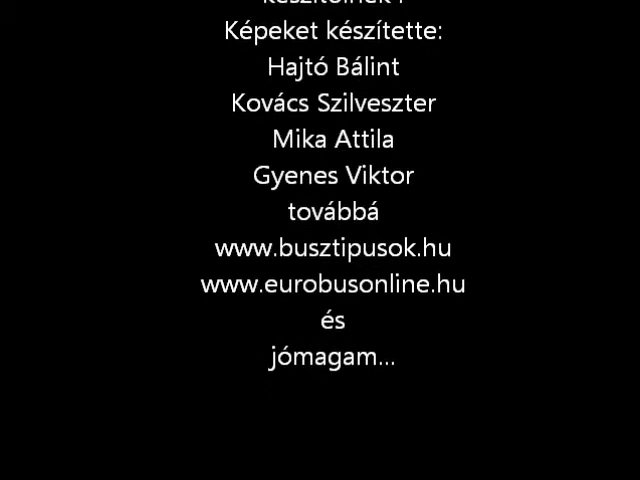 Képeket készítette:
Hajtó Bálint
Kovács Szilveszter
Mika Attila
Gyenes Viktor
továbbá
www.busztipusok.hu
www.eurobusonline.hu
és
jómagam...